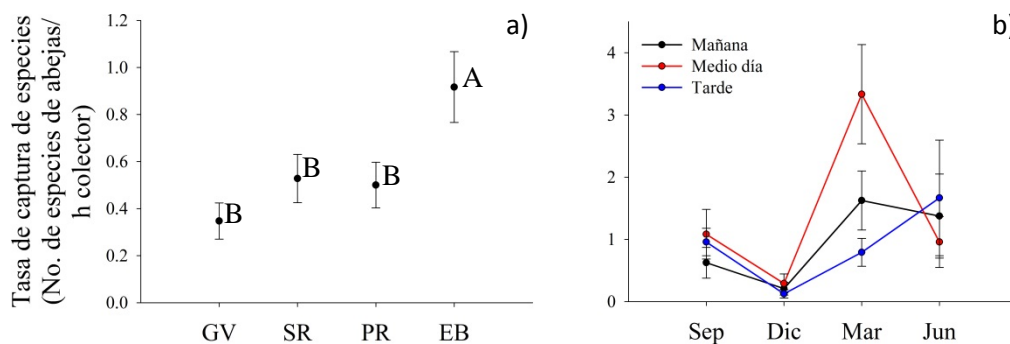 Tasa de captura de especies
(No. de especies de abejas/
h colector)
1.2
1.0
0.8
0.6
0.4
0.2
0.0
a)
A
B
B
B
GV SR PR EB
b)
Mañana
Medio día
Tarde
4
3
2
1
0
Sep Dic Mar Jun